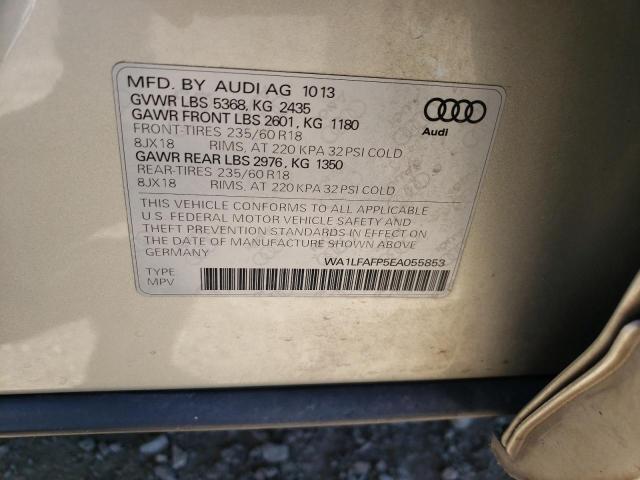 MFD. BY AUDI AG 10 13
GVWR LBS 5368, KG 2435
GAWR FRONT LBS 2601, KG 1180
FRONT-TIRES 235/60 R18
8JX18 RIMS, AT 220 KPA 32 PSI COLD
GAWR REAR LBS 2976, KG 1350
REAR-TIRES 235/60 R18
8JX18 RIMS, AT 220 KPA 32 PSI COLD
Audi
THIS VEHICLE CONFORMS TO ALL APPLICABLE
U.S. FEDERAL MOTOR VEHICLE SAFETY AND
THEFT PREVENTION STANDARDS IN EFFECT ON
THE DATE OF MANUFACTURE SHOWN ABOVE
GERMANY
WA1LFAFP5EA055853
TYPE
MPV